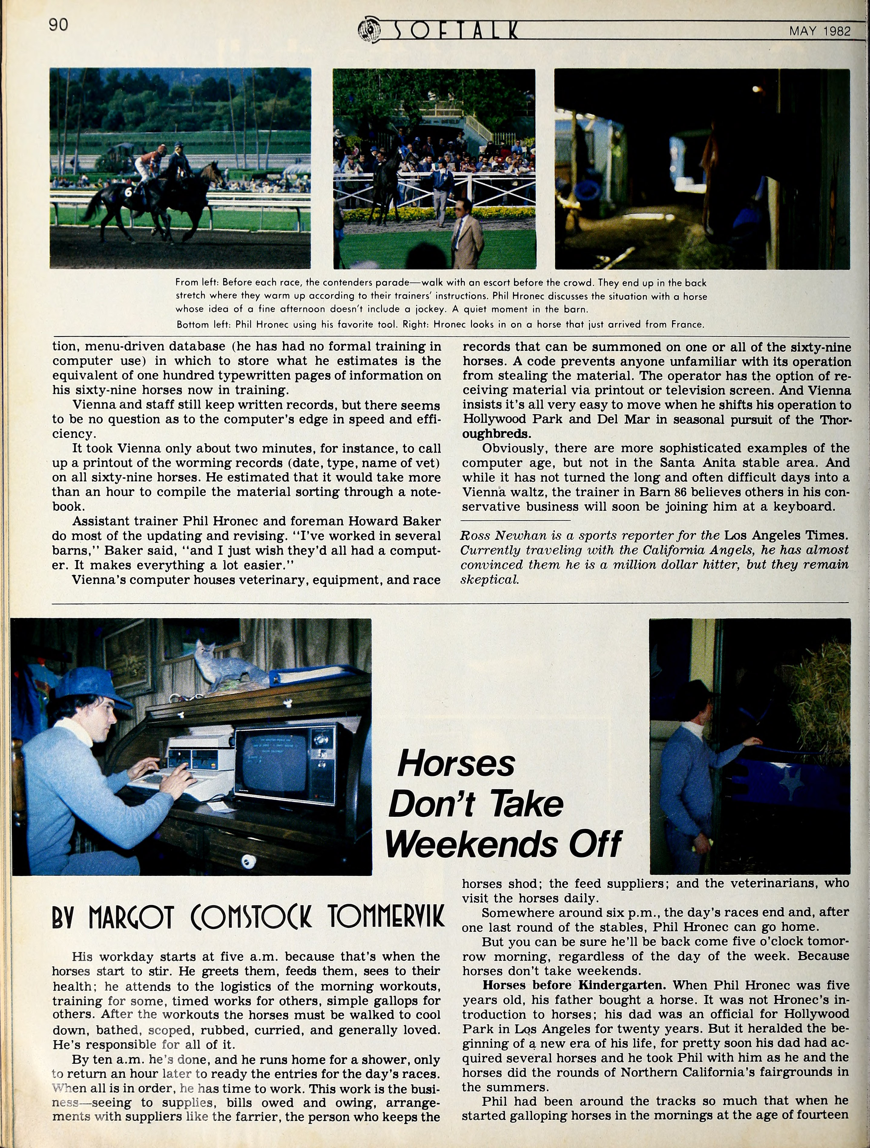 90
SOFTALK
MAY 1982
From left: Before each race, the contenders parade—walk with an escort before the crowd. They end up in the back
stretch where they warm up according to their trainers' instructions. Phil Hronec discusses the situation with a horse
whose idea of a fine afternoon doesn't include a jockey. A quiet moment in the barn.
Bottom left: Phil Hronec using his favorite tool. Right: Hronec looks in on a horse that just arrived from France.
tion, menu-driven database (he has had no formal training in
computer use) in which to store what he estimates is the
equivalent of one hundred typewritten pages of information on
his sixty-nine horses now in training.
Vienna and staff still keep written records, but there seems
to be no question as to the computer's edge in speed and effi-
ciency.
It took Vienna only about two minutes, for instance, to call
up a printout of the worming records (date, type, name of vet)
on all sixty-nine horses. He estimated that it would take more
than an hour to compile the material sorting through a note-
book.
Assistant trainer Phil Hronec and foreman Howard Baker
do most of the updating and revising. "I've worked in several
barns," Baker said, "and I just wish they'd all had a comput-
er. It makes everything a lot easier."
Vienna's computer houses veterinary, equipment, and race
records that can be summoned on one or all of the sixty-nine
horses. A code prevents anyone unfamiliar with its operation
from stealing the material. The operator has the option of re-
ceiving material via printout or television screen. And Vienna
insists it's all very easy to move when he shifts his operation to
Hollywood Park and Del Mar in seasonal pursuit of the Thor-
oughbreds.
Obviously, there are more sophisticated examples of the
computer age, but not in the Santa Anita stable area. And
while it has not turned the long and often difficult days into a
Vienna waltz, the trainer in Barn 86 believes others in his con-
servative business will soon be joining him at a keyboard.
Ross Newhan is a sports reporter for the Los Angeles Times.
Currently traveling with the California Angels, he has almost
convinced them he is a million dollar hitter, but they remain
skeptical.
6
Horses
Don't Take
Weekends Off
BY MARGOT COMSTOCK TOMMERVIK
His workday starts at five a.m. because that's when the
horses start to stir. He greets them, feeds them, sees to their
health; he attends to the logistics of the morning workouts,
training for some, timed works for others, simple gallops for
others. After the workouts the horses must be walked to cool
down, bathed, scoped, rubbed, curried, and generally loved.
He's responsible for all of it.
By ten a.m. he's done, and he runs home for a shower, only
to return an hour later to ready the entries for the day's races.
When all is in order, he has time to work. This work is the busi-
ness—seeing to supplies, bills owed and owing, arrange-
ments with suppliers like the farrier, the person who keeps the
horses shod; the feed suppliers; and the veterinarians, who
visit the horses daily.
Somewhere around six p.m., the day's races end and, after
one last round of the stables, Phil Hronec can go home.
But you can be sure he'll be back come five o'clock tomor-
row morning, regardless of the day of the week. Because
horses don't take weekends.
Horses before Kindergarten. When Phil Hronec was five
years old, his father bought a horse. It was not Hronec's in-
troduction to horses; his dad was an official for Hollywood
Park in Los Angeles for twenty years. But it heralded the be-
ginning of a new era of his life, for pretty soon his dad had ac-
quired several horses and he took Phil with him as he and the
horses did the rounds of Northern California's fairgrounds in
the summers.
Phil had been around the tracks so much that when he
started galloping horses in the mornings at the age of fourteen